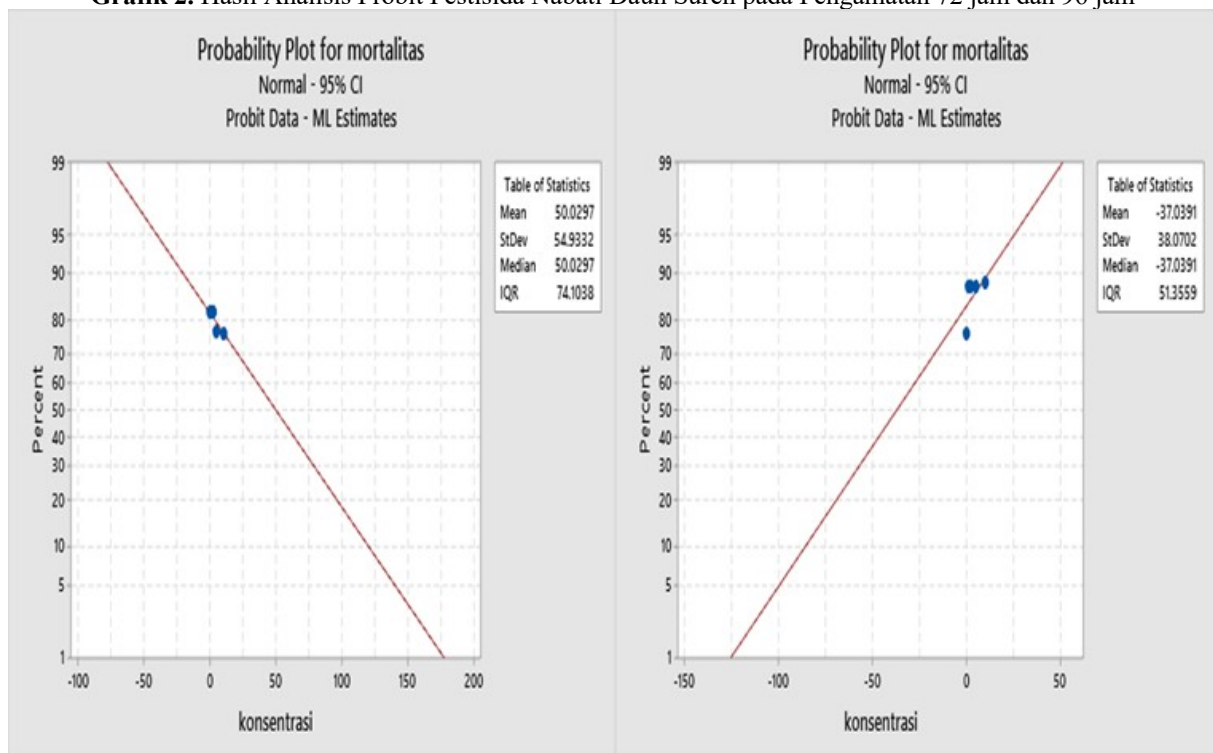 Grafik 2. Hasil Analisis Probit Pestisida Nabati Daun Suren pada Pengamatan 72 jam dan 96 jam
Probability Plot for mortalitas
Normal - 95% CI
Probit Data - ML Estimates
99
95
90
80
70
60
50
40
30
20
10
5
1
Percent
-100 -50 0 50 100 150 200
konsentrasi
Table of Statistics
Mean 50.0297
StDev 54.9332
Median 50.0297
IQR 74.1038
Probability Plot for mortalitas
Normal - 95% CI
Probit Data - ML Estimates
99
95
90
80
70
60
50
40
30
20
10
5
1
Percent
-150 -100 -50 0 50
konsentrasi
Table of Statistics
Mean -37.0391
StDev 38.0702
Median -37.0391
IQR 51.3559